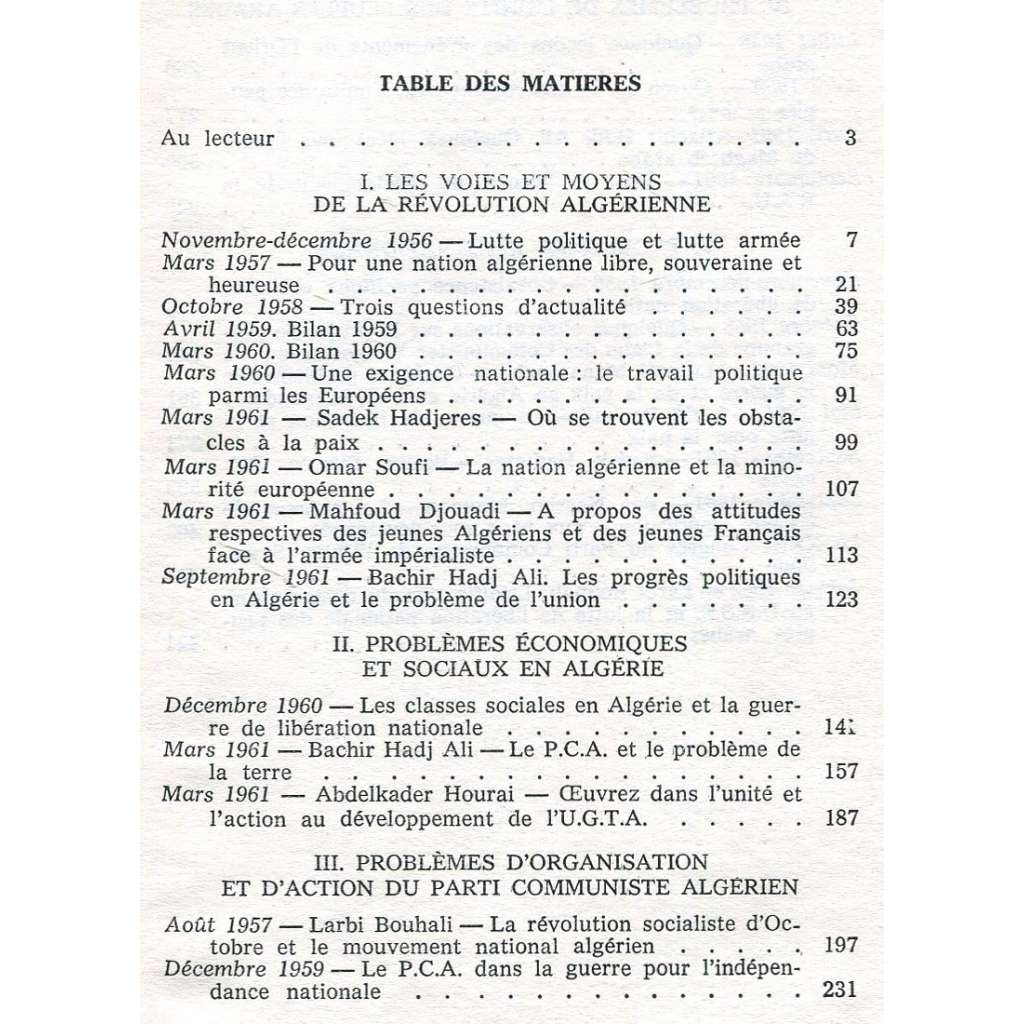 TABLE DES MATIERES
Au lecteur . . . . . . . . . . . . . . . . . . 3
I. LES VOIES ET MOYENS
DE LA RÉVOLUTION ALGÉRIENNE
Novembre-décembre 1956 — Lutte politique et lutte armée 7
Mars 1957 — Pour une nation algérienne libre, souveraine et
heureuse . . . . . . . . . . . . . . . . 21
Octobre 1958 — Trois questions d'actualité . . . . . . 39
Avril 1959. Bilan 1959 . . . . . . . . . . . . . 63
Mars 1960. Bilan 1960 . . . . . . . . . . . . . 75
Mars 1960 — Une exigence nationale : le travail politique
parmi les Européens . . . . . . . . . . . . 91
Mars 1961 — Sadek Hadjeres — Où se trouvent les obsta-
cles à la paix . . . . . . . . . . . . . . . 99
Mars 1961 — Omar Soufi — La nation algérienne et la mino-
rité européenne . . . . . . . . . . . . . . 107
Mars 1961 — Mahfoud Djouadi — A propos des attitudes
respectives des jeunes Algériens et des jeunes Français
face à l'armée impérialiste . . . . . . . . . . 113
Septembre 1961 — Bachir Hadj Ali. Les progrès politiques
en Algérie et le problème de l'union . . . . . . . 123
II. PROBLÈMES ÉCONOMIQUES
ET SOCIAUX EN ALGÉRIE
Décembre 1960 — Les classes sociales en Algérie et la guer-
re de libération nationale . . . . . . . . . . . 141
Mars 1961 — Bachir Hadj Ali — Le P.C.A. et le problème de
la terre . . . . . . . . . . . . . . . . . 157
Mars 1961 — Abdelkader Hourai — Œuvrez dans l'unité et
l'action au développement de l'U.G.T.A. . . . . . 187
III. PROBLÈMES D'ORGANISATION
ET D'ACTION DU PARTI COMMUNISTE ALGÉRIEN
Août 1957 — Larbi Bouhali — La révolution socialiste d'Oc-
tobre et le mouvement national algérien . . . . . 197
Décembre 1959 — Le P.C.A. dans la guerre pour l'indépen-
dance nationale . . . . . . . . . . . . . . 231